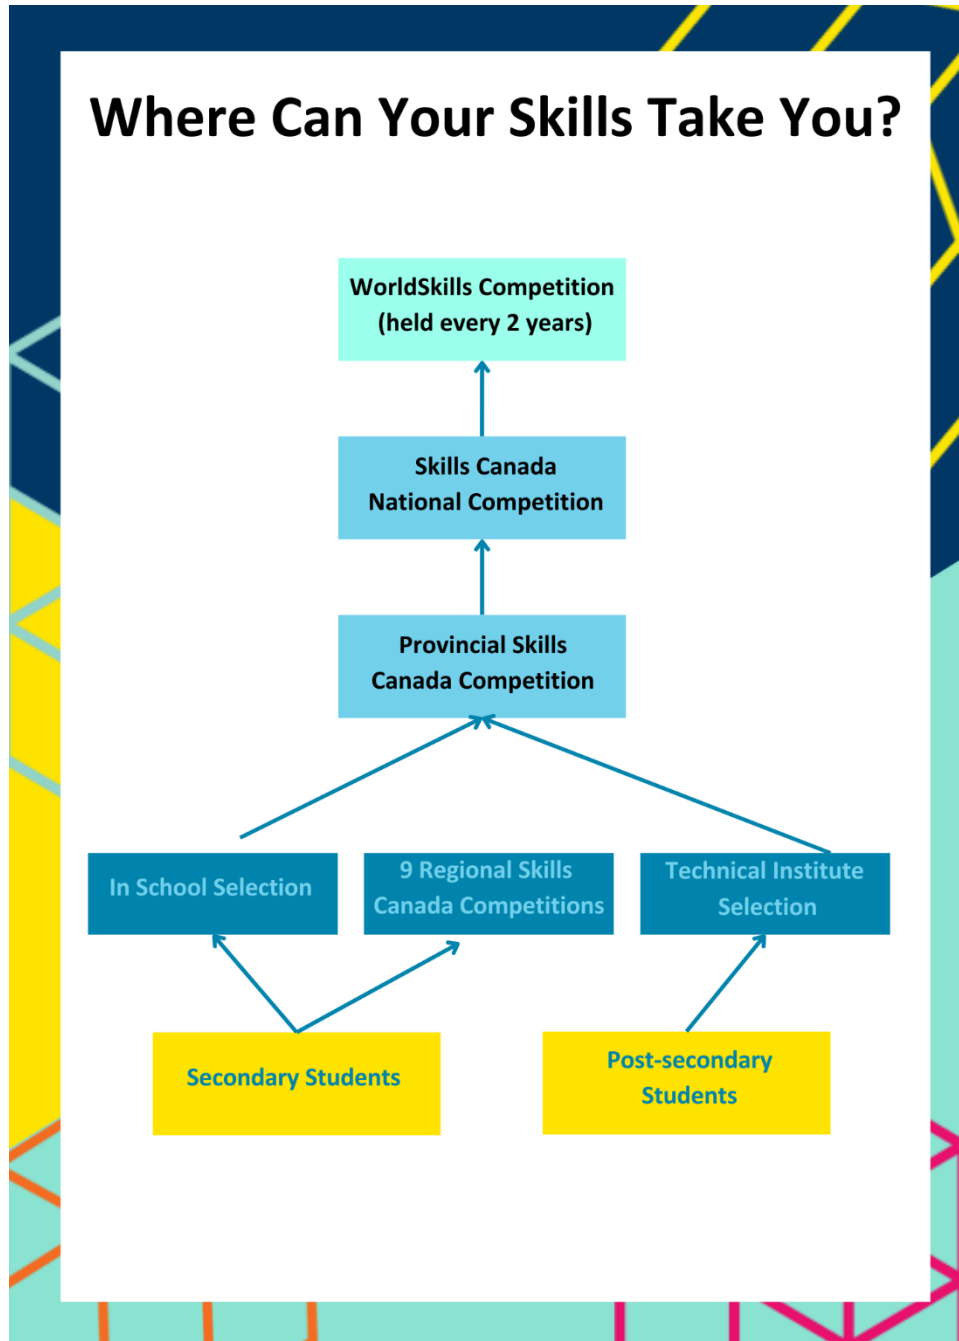 Where Can Your Skills Take You?
WorldSkills Competition
(held every 2 years)
Skills Canada
National Competition
Provincial Skills
Canada Competition
In School Selection
9 Regional Skills
Canada Competitions
Technical Institute
Selection
Secondary Students
Post-secondary
Students